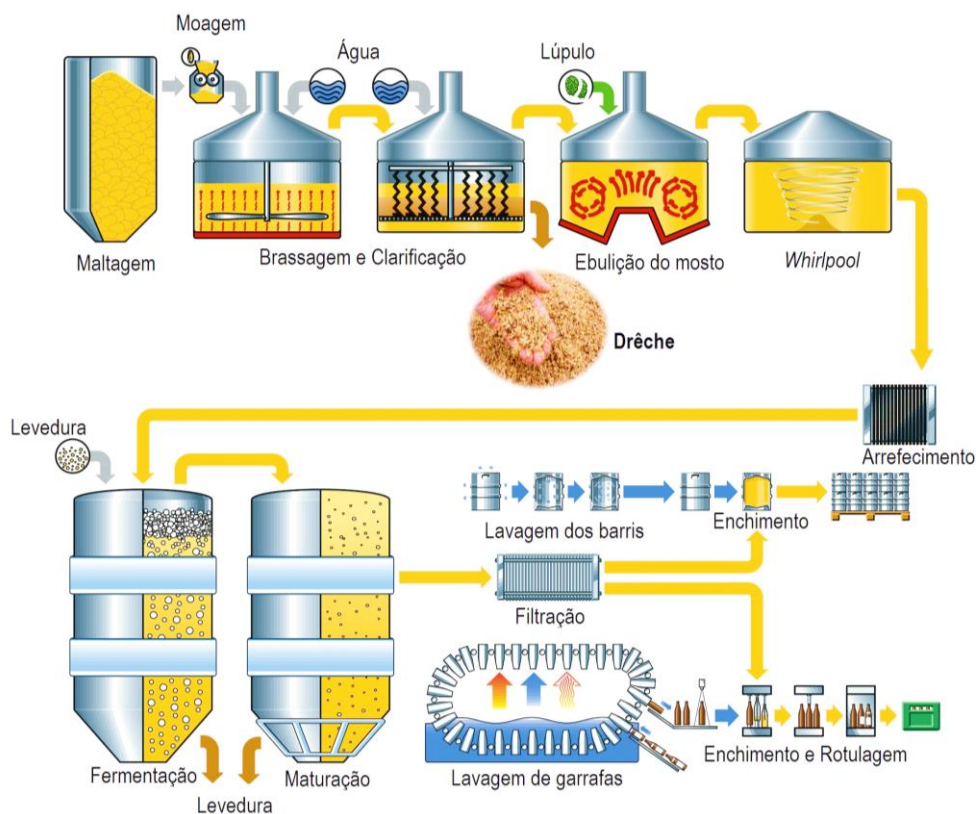 Moagem
Água
Lúpulo
Maltagem
Brassagem e Clarificação
Ebulição do mosto
Whirlpool
Drêche
Levedura
Arrefecimento
Lavagem dos barris
Enchimento
Filtração
Fermentação
Maturação
Lavagem de garrafas
Enchimento e Rotulagem
Levedura